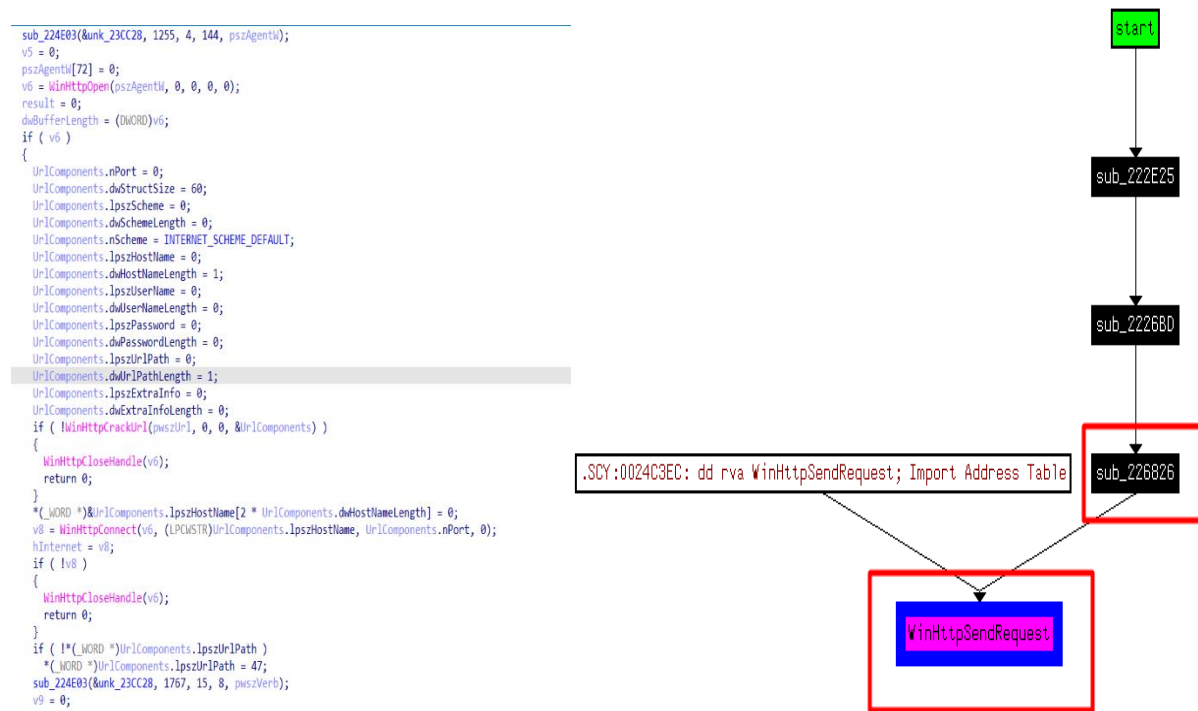 sub_224E03(&unk_23CC28, 1255, 4, 144, pszAgentW);
v5 = 0;
pszAgentW[72] = 0;
v6 = WinHttpOpen(pszAgentW, 0, 0, 0, 0);
result = 0;
dwBufferLength = (DWORD)v6;
if ( v6 )
{
UrlComponents.nPort = 0;
UrlComponents.dwStructSize = 60;
UrlComponents.lpszScheme = 0;
UrlComponents.dwSchemeLength = 0;
UrlComponents.nScheme = INTERNET_SCHEME_DEFAULT;
UrlComponents.lpszHostName = 0;
UrlComponents.dwHostNameLength = 1;
UrlComponents.lpszUserName = 0;
UrlComponents.dwUserNameLength = 0;
UrlComponents.lpszPassword = 0;
UrlComponents.dwPasswordLength = 0;
UrlComponents.lpszUrlPath = 0;
UrlComponents.dwUrlPathLength = 1;
UrlComponents.lpszExtraInfo = 0;
UrlComponents.dwExtraInfoLength = 0;
if ( !WinHttpCrackUrl(pwszUrl, 0, 0, &UrlComponents) )
{
WinHttpCloseHandle(v6);
return 0;
}
*(_WORD *)&UrlComponents.lpszHostName[2 * UrlComponents.dwHostNameLength] = 0;
v8 = WinHttpConnect(v6, (LPCWSTR)UrlComponents.lpszHostName, UrlComponents.nPort, 0);
hInternet = v8;
if ( !v8 )
{
WinHttpCloseHandle(v6);
return 0;
}
if ( !*(_WORD *)UrlComponents.lpszUrlPath )
*(_WORD *)UrlComponents.lpszUrlPath = 47;
sub_224E03(&unk_23CC28, 1767, 15, 8, pwszVerb);
v9 = 0;
start
sub_222E25
sub_2226BD
.SCY:0024C3EC: dd rva WinHttpSendRequest; Import Address Table
sub_226826
WinHttpSendRequest